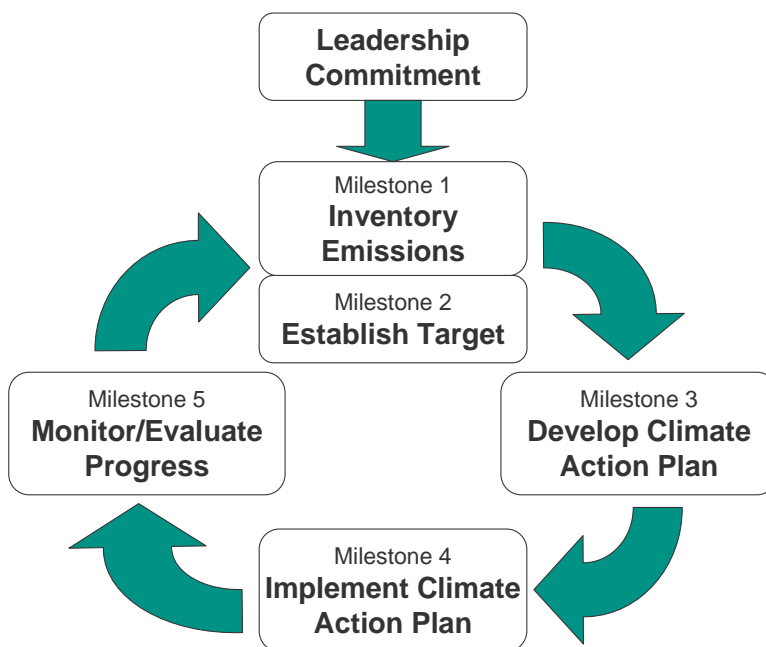 Leadership
Commitment
Milestone 1
Inventory
Emissions
Milestone 2
Establish Target
Milestone 5
Monitor/Evaluate
Progress
Milestone 3
Develop Climate
Action Plan
Milestone 4
Implement Climate
Action Plan